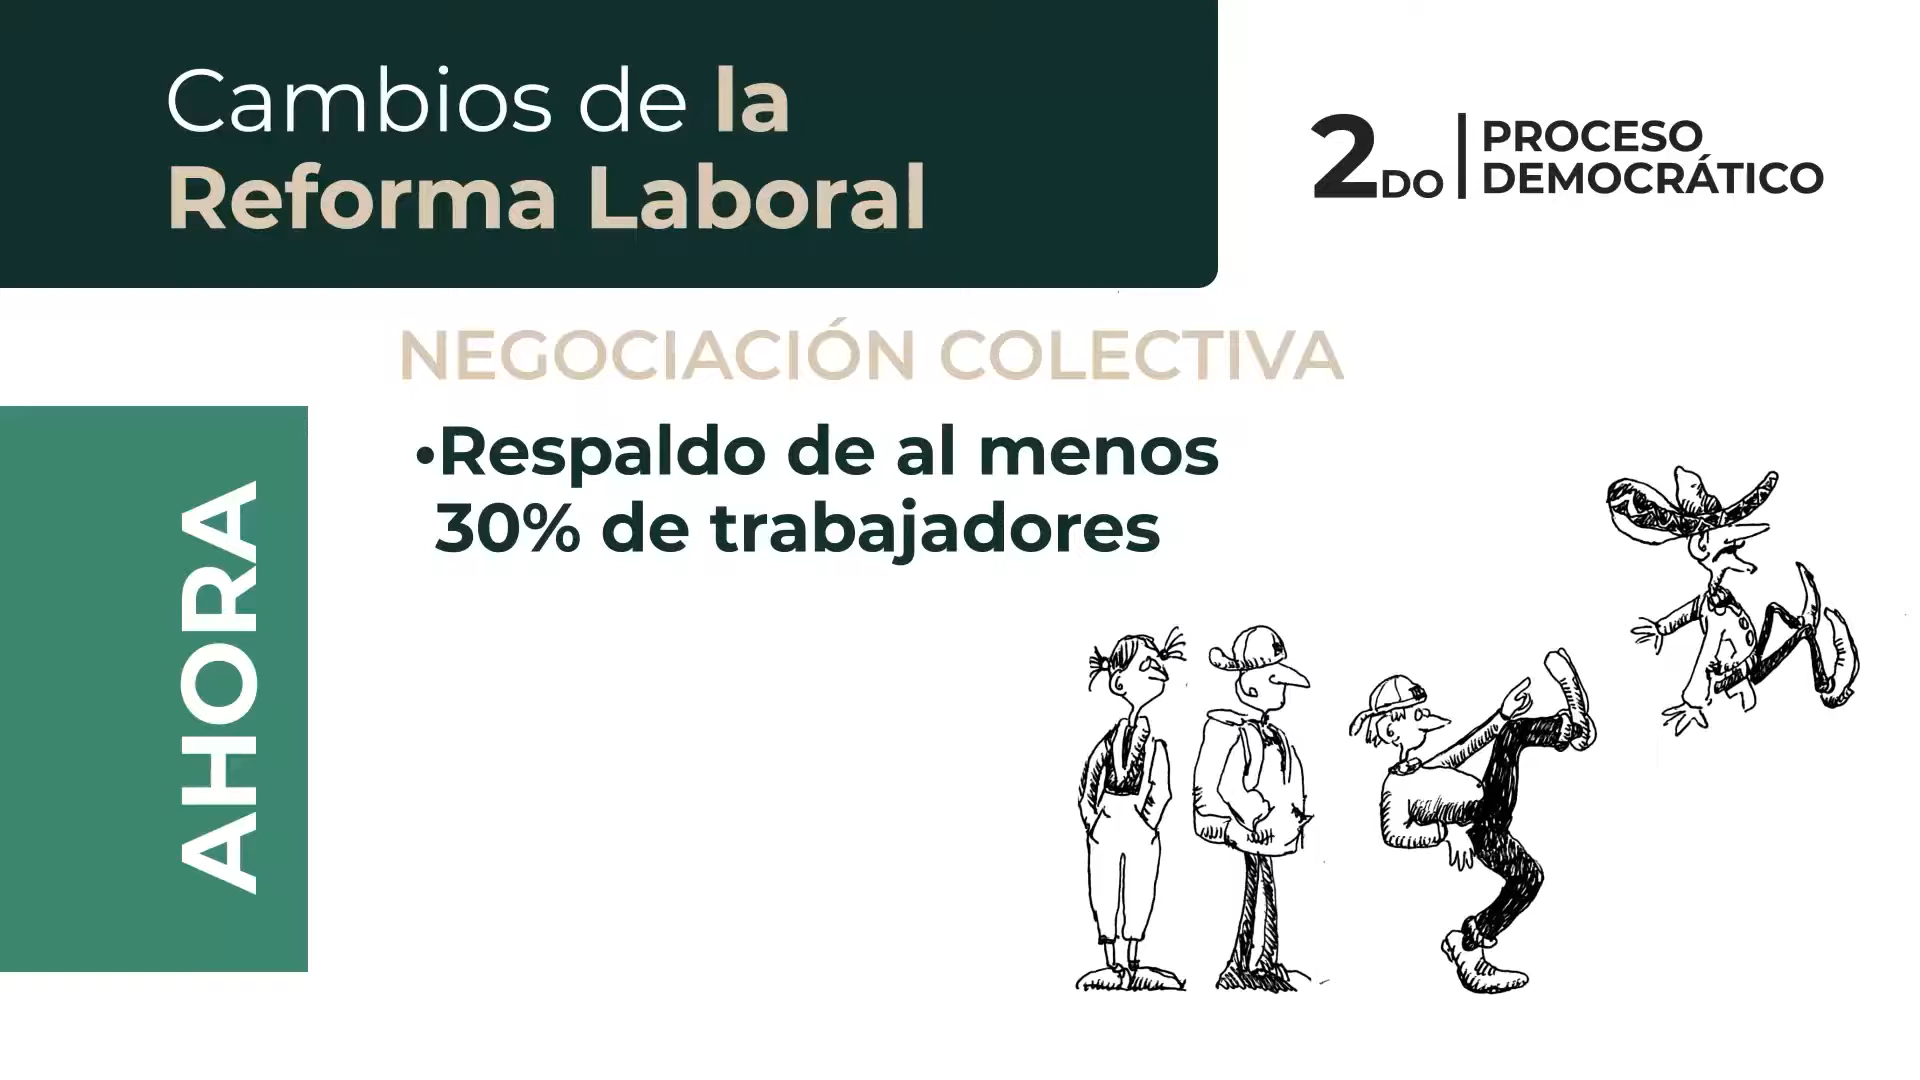 Cambios de la
Reforma Laboral
2DO
PROCESO
DEMOCRÁTICO
NEGOCIACIÓN COLECTIVA
•Respaldo de al menos
30% de trabajadores
AHORA